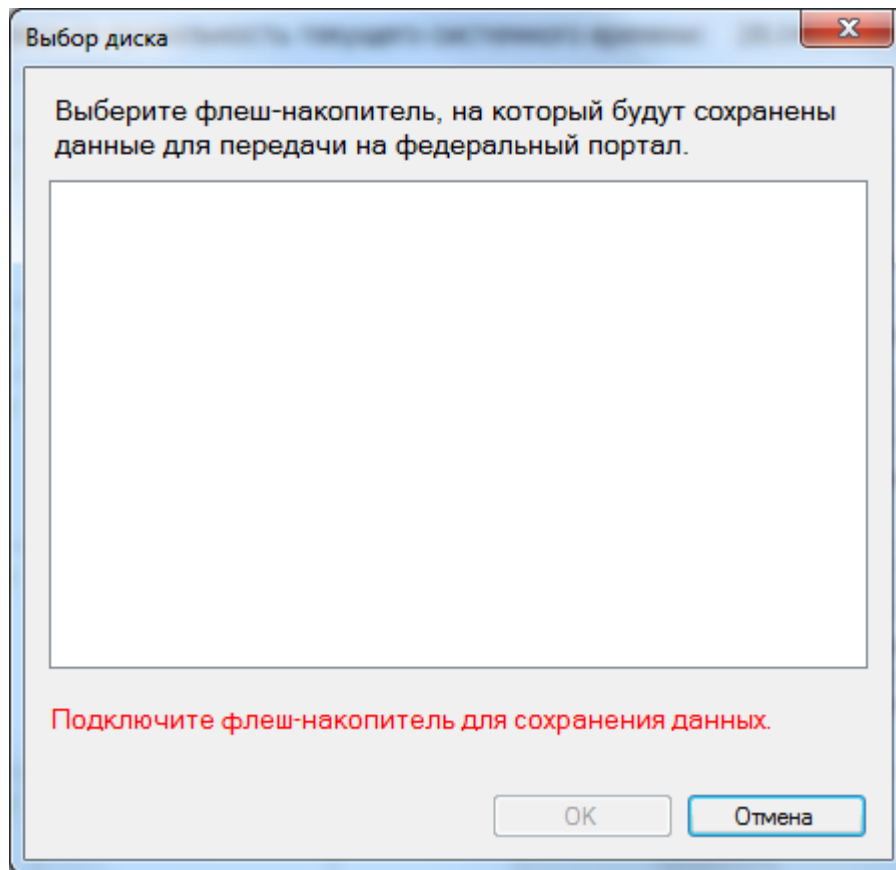 Выбор диска
Выберите флеш-накопитель, на который будут сохранены
данные для передачи на федеральный портал.
Подключите флеш-накопитель для сохранения данных.
OK
Отмена